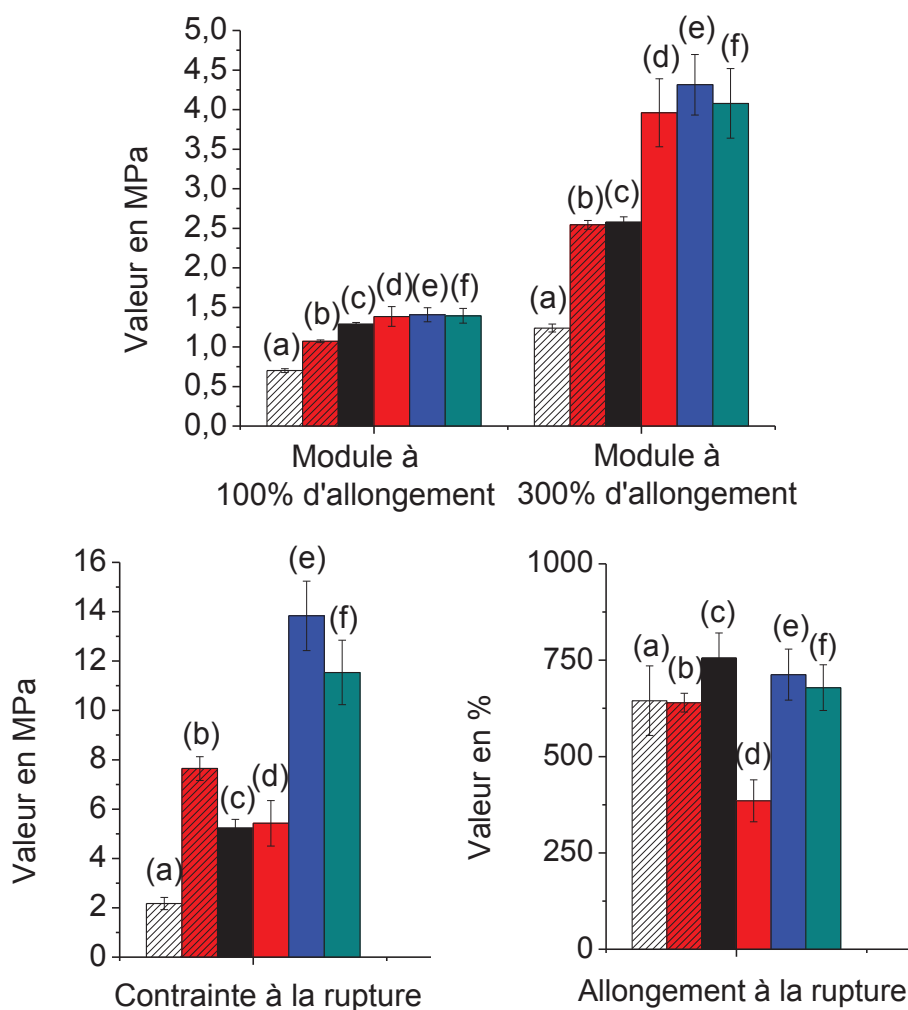 Valeur en MPa
5,0
4,5
4,0
3,5
3,0
2,5
2,0
1,5
1,0
0,5
0,0
(a)
(b)
(c)
(d)
(e)
(f)
(a)
(b)
(c)
(d)
(e)
(f)
Module à
100% d'allongement
Module à
300% d'allongement
Valeur en MPa
16
14
12
10
8
6
4
2
0
(a)
(b)
(c)
(d)
(e)
(f)
Contrainte à la rupture
Valeur en %
1000
750
500
250
0
(a)
(b)
(c)
(d)
(e)
(f)
Allongement à la rupture